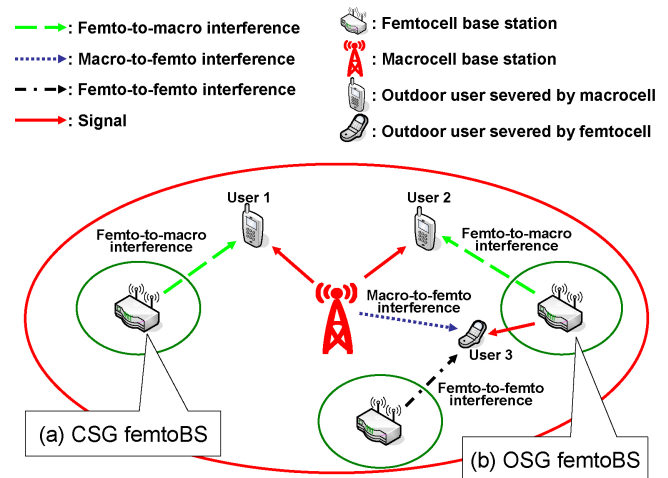 : Femto-to-macro interference
: Macro-to-femto interference
: Femto-to-femto interference
: Signal
: Femtocell base station
: Macrocell base station
: Outdoor user severed by macrocell
: Outdoor user severed by femtocell
User 1
User 2
Femto-to-macro
interference
Femto-to-macro
interference
Macro-to-femto
interference
User 3
Femto-to-femto
interference
(a) CSG femtoBS
(b) OSG femtoBS